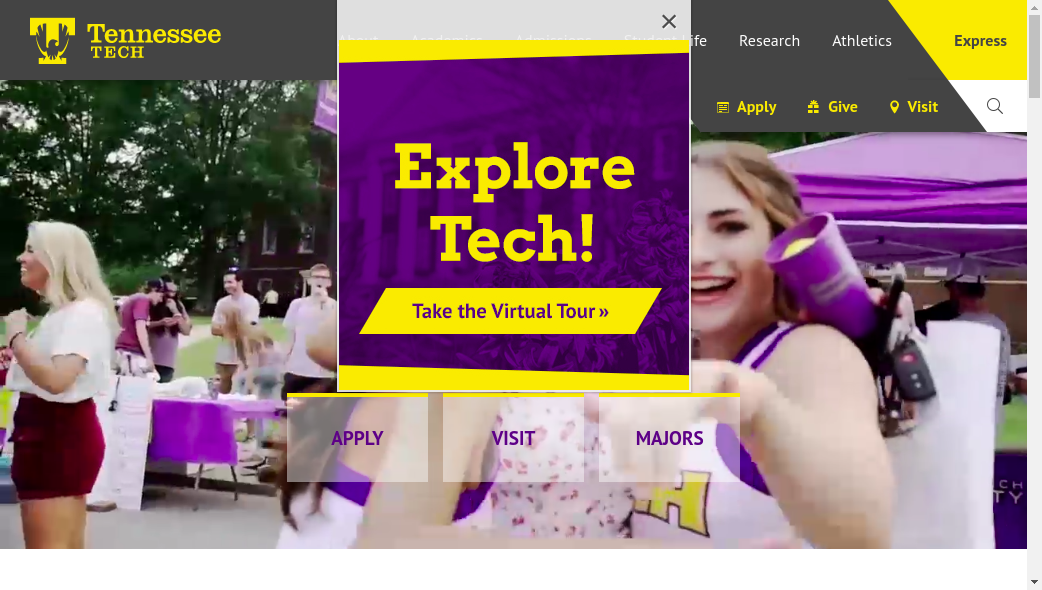 Tennessee
TECH
About Academics Admissions Student Life Research Athletics Express
Apply Give Visit
Explore
Tech!
Take the Virtual Tour »
APPLY VISIT MAJORS